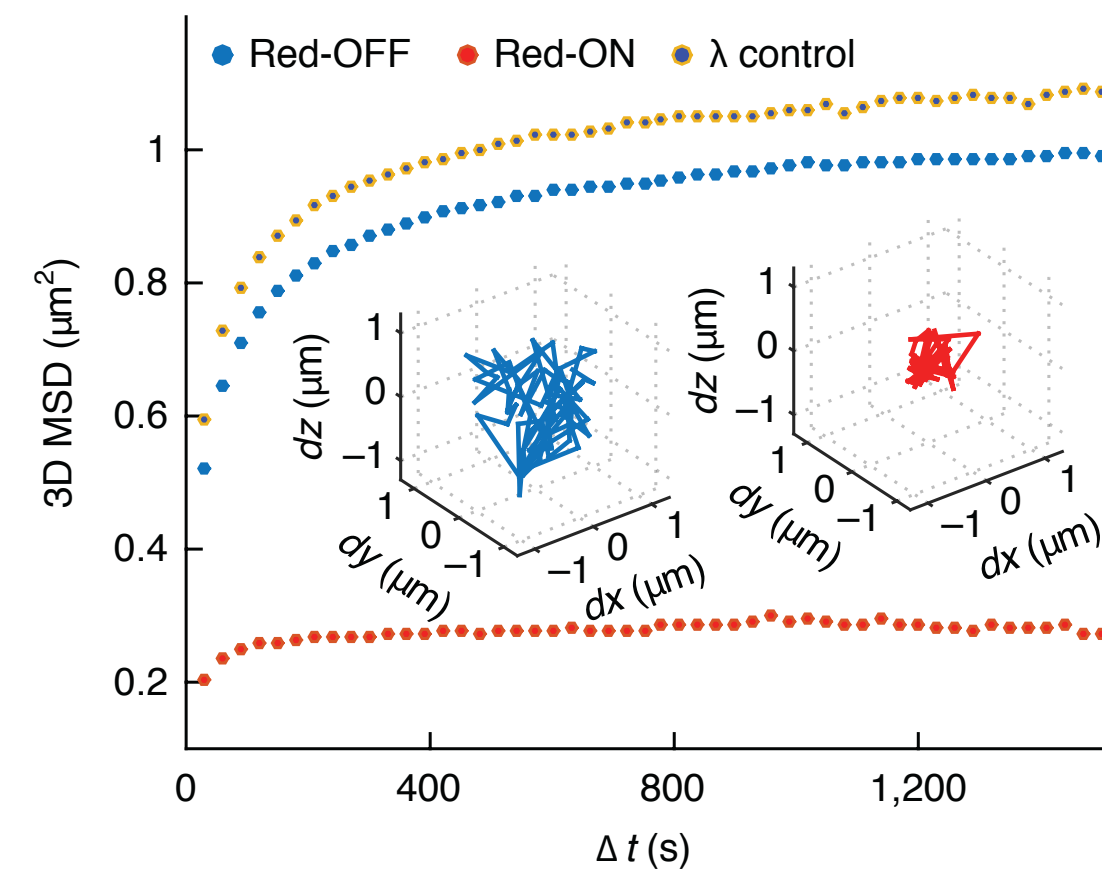 Red-OFF Red-ON λ control
3D MSD (µm²)
1
0.8
0.6
0.4
0.2
0 400 800 1,200
Δ t (s)
dz (µm)
1
0
−1
1
0
−1
dy (µm)
−1
0
1
dx (µm)
dz (µm)
1
0
−1
1
0
−1
dy (µm)
−1
0
1
dx (µm)